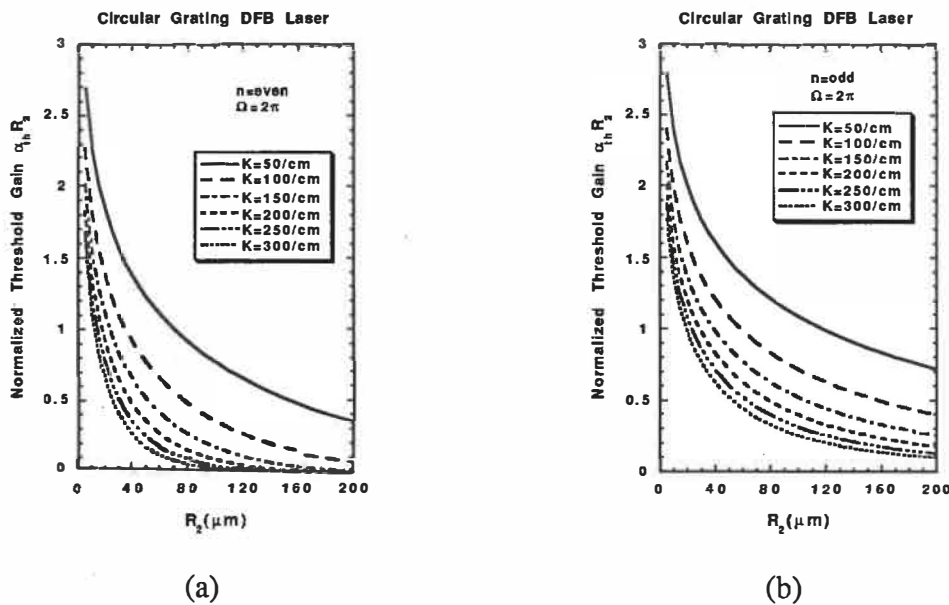 Circular Grating DFB Laser
3
2.5
2
1.5
1
0.5
0
0
40
80
120
160
200
Normalized Threshold Gain α_th R_2
R_2(μm)
n=even
Ω=2π
K=50/cm
K=100/cm
K=150/cm
K=200/cm
K=250/cm
K=300/cm
(a)
Circular Grating DFB Laser
3
2.5
2
1.5
1
0.5
0
0
40
80
120
160
200
Normalized Threshold Gain α_th R_2
R_2(μm)
n=odd
Ω=2π
K=50/cm
K=100/cm
K=150/cm
K=200/cm
K=250/cm
K=300/cm
(b)